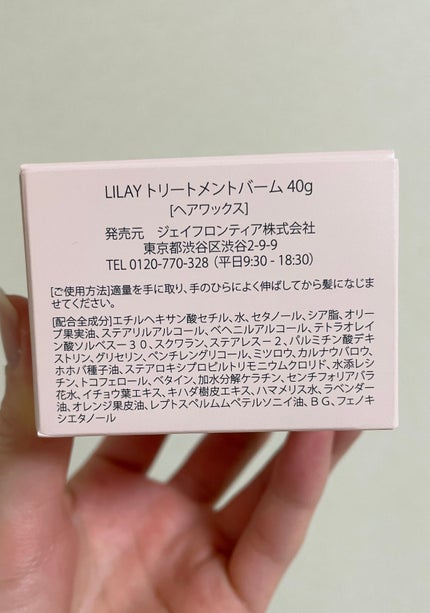 LILAY トリートメントバーム 40g
[ヘアワックス]
発売元 ジェイフロンティア株式会社
東京都渋谷区渋谷2-9-9
TEL 0120-770-328 (平日9:30 - 18:30)
[ご使用方法]適量を手に取り、手のひらによく伸ばしてから髪になじま
せてください。
[配合全成分]エチルヘキサン酸セチル、水、セタノール、シア脂、オリー
ブ果実油、ステアリルアルコール、ベヘニルアルコール、テトラオレイ
ン酸ソルベス－３０、スクワラン、ステアレス－２、パルミチン酸デキ
ストリン、グリセリン、ペンチレングリコール、ミツロウ、カルナウバロウ、
ホホバ種子油、ステアロキシプロピルトリモニウムクロリド、水添レシ
チン、トコフェロール、ベタイン、加水分解ケラチン、センチフォリアバラ
花水、イチョウ葉エキス、キハダ樹皮エキス、ハマメリス水、ラベンダー
油、オレンジ果皮油、レプトスペルムムペテルソニイ油、ＢＧ、フェノキ
シエタノール